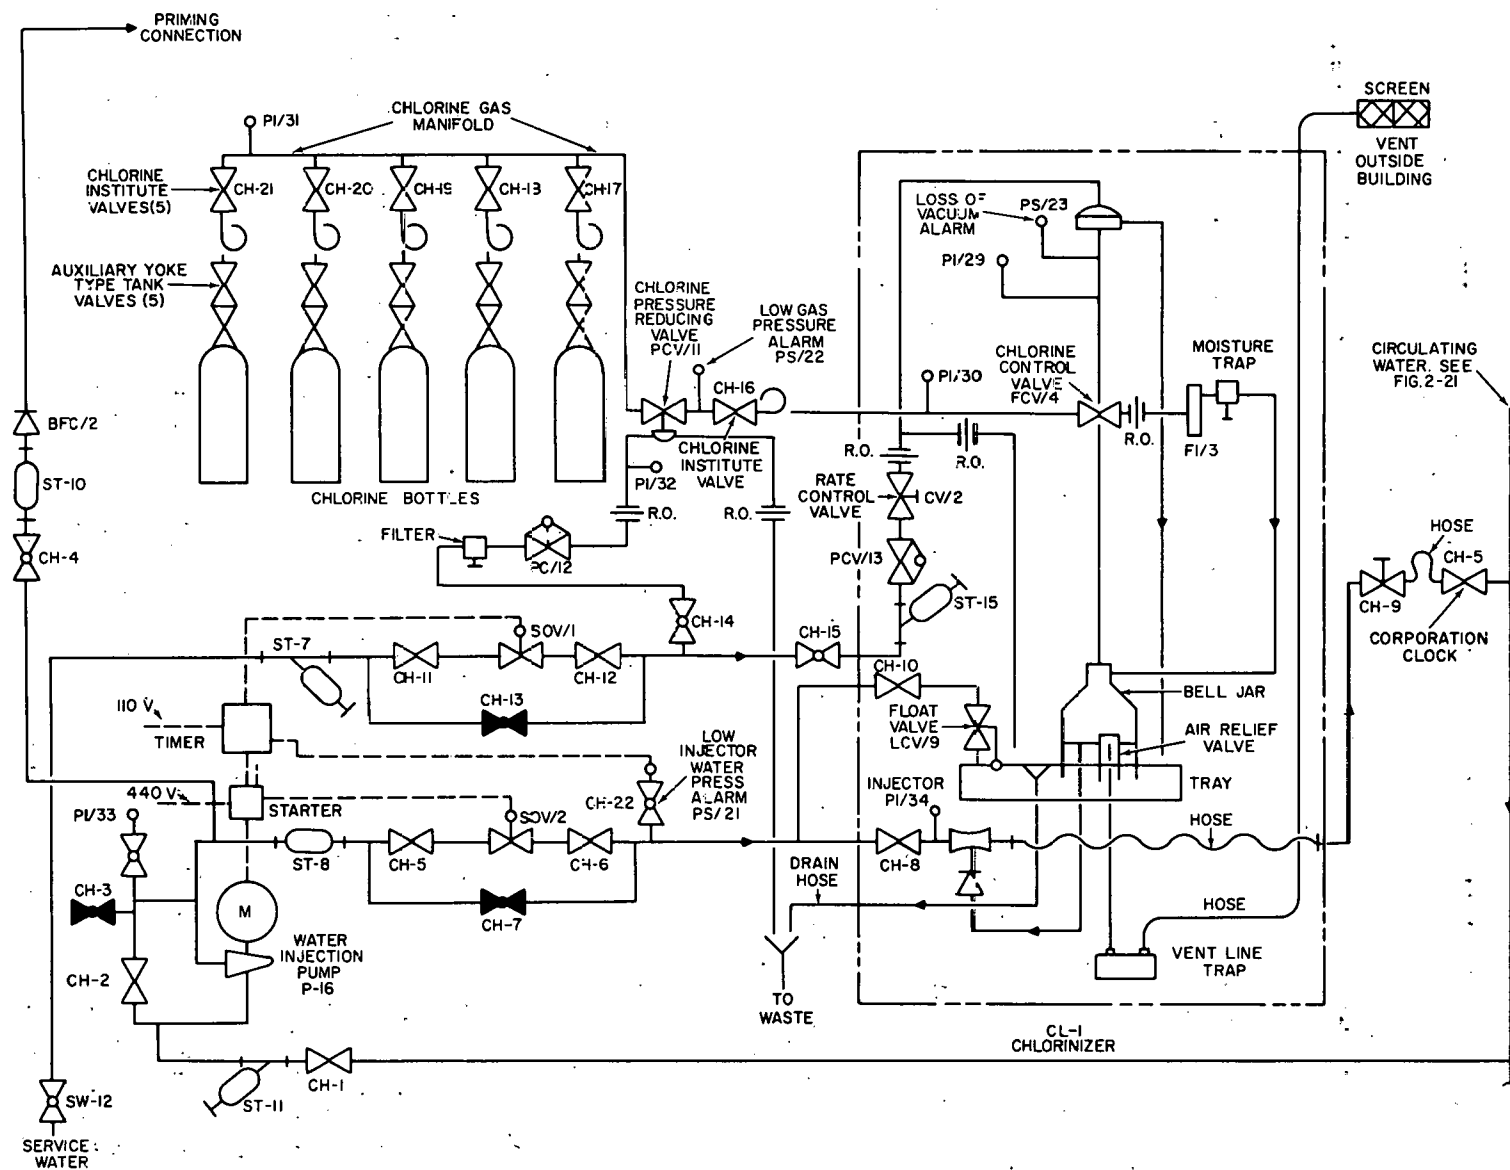 PRIMING
CONNECTION
SCREEN
VENT
OUTSIDE
BUILDING
CHLORINE GAS
MANIFOLD
PI/31
CHLORINE
INSTITUTE
VALVES(5)
CH-21
CH-20
CH-19
CH-18
CH-17
LOSS OF
VACUUM
ALARM
PS/23
PI/29
AUXILIARY YOKE
TYPE TANK
VALVES (5)
CHLORINE
PRESSURE
REDUCING
VALVE
PCV/11
LOW GAS
PRESSURE
ALARM
PS/22
CH-16
PI/30
CHLORINE
CONTROL
VALVE
FCV/4
MOISTURE
TRAP
CIRCULATING
WATER. SEE
FIG. 2-21
BFC/2
ST-10
CH-4
CHLORINE BOTTLES
CHLORINE
INSTITUTE
VALVE
PI/32
R.O.
R.O.
R.O.
R.O.
R.O.
FI/3
RATE
CONTROL
VALVE
CV/2
FILTER
PC/12
PCV/13
ST-15
HOSE
CH-5
CH-9
CORPORATION
CLOCK
CH-14
CH-15
ST-7
SOV/1
CH-11
CH-12
CH-13
CH-10
110 V.
TIMER
FLOAT
VALVE
LCV/9
BELL JAR
AIR RELIEF
VALVE
TRAY
LOW
INJECTOR
WATER
PRESS
ALARM
PS/21
CH-22
440 V.
STARTER
PI/33
SOV/2
INJECTOR
PI/34
HOSE
ST-8
CH-5
CH-6
CH-8
CH-7
CH-3
M
DRAIN
HOSE
HOSE
CH-2
WATER
INJECTION
PUMP
P-16
VENT LINE
TRAP
TO
WASTE
CL-1
CHLORINIZER
CH-1
ST-11
SW-12
SERVICE
WATER